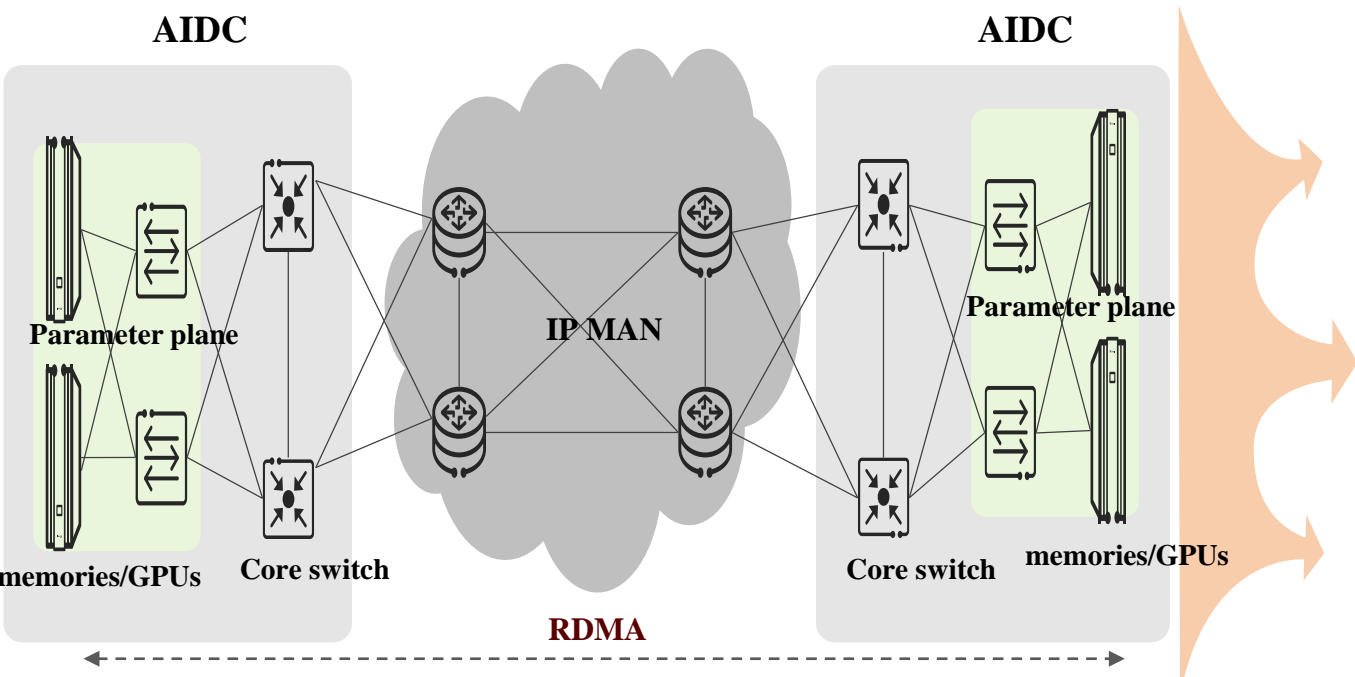 AIDC
AIDC
IP MAN
Parameter plane
Parameter plane
memories/GPUs
Core switch
Core switch
memories/GPUs
RDMA